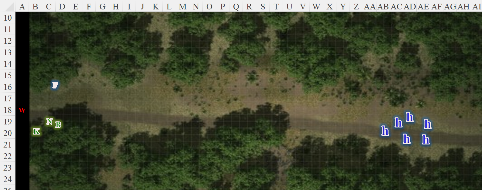 A B C D E F G H I J K L M N O P Q R S T U V W X Y Z AA AB AC AD AE AF AG AH AI
10
11
12
13
14
15 F
16
17
18 w h
19 N B h h
20 K h
21 h h
22
23
24